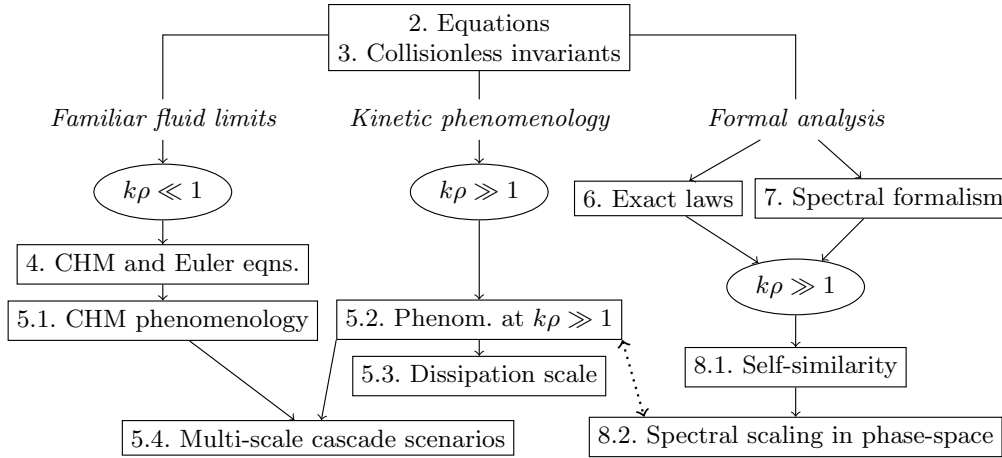 2. Equations
3. Collisionless invariants
Familiar fluid limits
Kinetic phenomenology
Formal analysis
kρ ≪ 1
kρ ≫ 1
6. Exact laws
7. Spectral formalism
4. CHM and Euler eqns.
kρ ≫ 1
5.1. CHM phenomenology
5.2. Phenom. at kρ ≫ 1
5.3. Dissipation scale
8.1. Self-similarity
5.4. Multi-scale cascade scenarios
8.2. Spectral scaling in phase-space